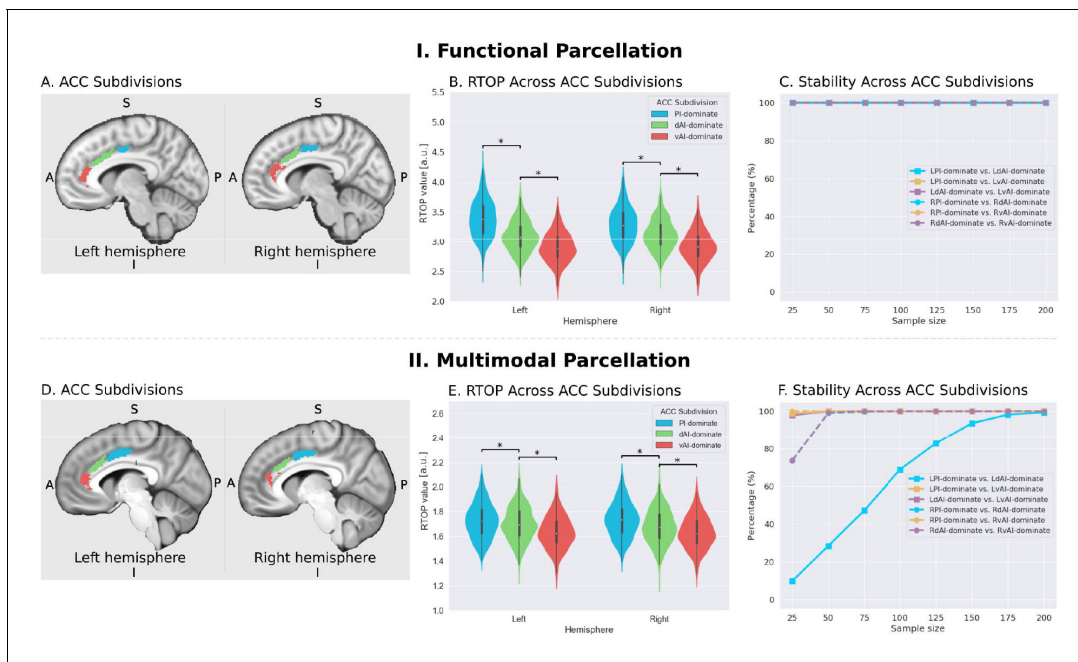 I. Functional Parcellation
A. ACC Subdivisions
S
A
P
Left hemisphere
Right hemisphere
I
I
B. RTOP Across ACC Subdivisions
RTOP value [a.u.]
5.5
5.0
4.5
4.0
3.5
3.0
2.5
2.0
ACC Subdivision
PI-dominate
dAI-dominate
vAI-dominate
*
*
*
*
Left
Right
Hemisphere
C. Stability Across ACC Subdivisions
Percentage (%)
100
80
60
40
20
0
LPI-dominate vs. LdAI-dominate
LPI-dominate vs. LvAI-dominate
LdAI-dominate vs. LvAI-dominate
RPI-dominate vs. RdAI-dominate
RPI-dominate vs. RvAI-dominate
RdAI-dominate vs. RvAI-dominate
25 50 75 100 125 150 175 200
Sample size
II. Multimodal Parcellation
D. ACC Subdivisions
S
A
P
Left hemisphere
Right hemisphere
I
I
E. RTOP Across ACC Subdivisions
RTOP value [a.u.]
2.6
2.4
2.2
2.0
1.8
1.6
1.4
1.2
1.0
ACC Subdivision
PI-dominate
dAI-dominate
vAI-dominate
*
*
*
*
Left
Right
Hemisphere
F. Stability Across ACC Subdivisions
Percentage (%)
100
80
60
40
20
0
LPI-dominate vs. LdAI-dominate
LPI-dominate vs. LvAI-dominate
LdAI-dominate vs. LvAI-dominate
RPI-dominate vs. RdAI-dominate
RPI-dominate vs. RvAI-dominate
RdAI-dominate vs. RvAI-dominate
25 50 75 100 125 150 175 200
Sample size